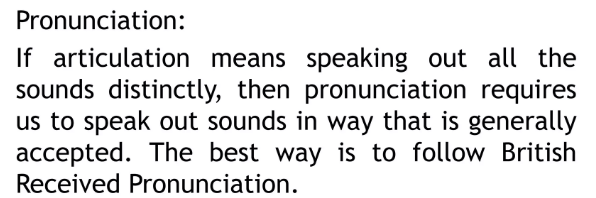 Pronunciation:
If articulation means speaking out all the
sounds distinctly, then pronunciation requires
us to speak out sounds in way that is generally
accepted. The best way is to follow British
Received Pronunciation.